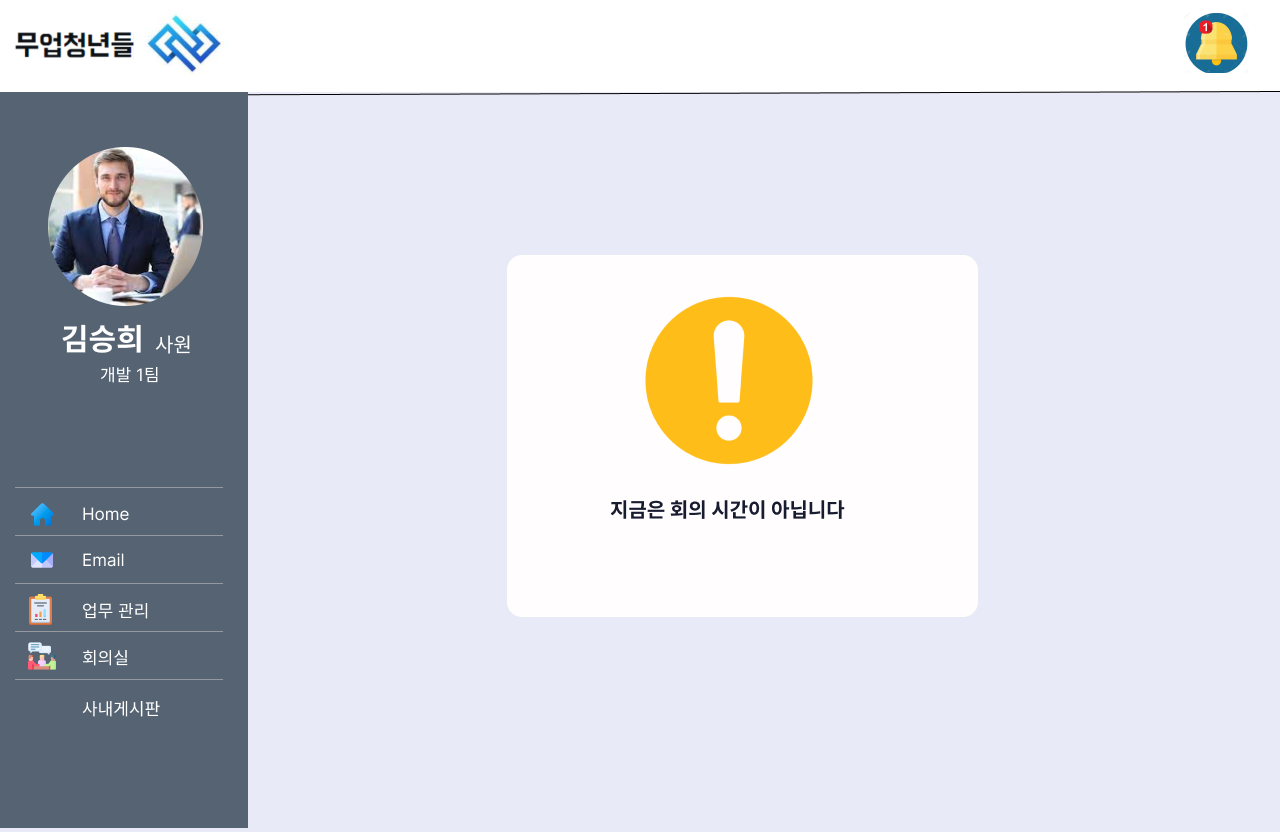 무업청년들
1
김승희 사원
개발 1팀
Home
Email
업무 관리
회의실
사내게시판
지금은 회의 시간이 아닙니다